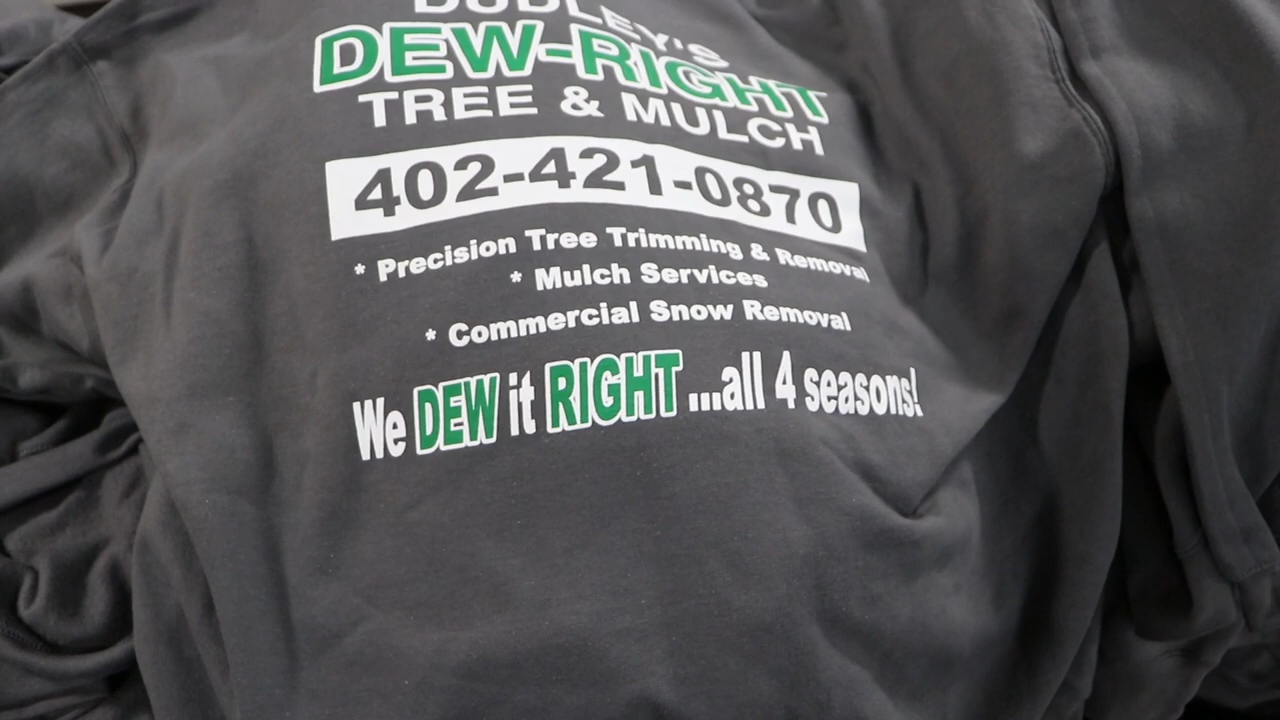 DUDLEY'S
DEW-RIGHT
TREE & MULCH
402-421-0870
* Precision Tree Trimming & Removal
* Mulch Services
* Commercial Snow Removal
We DEW it RIGHT ...all 4 seasons!